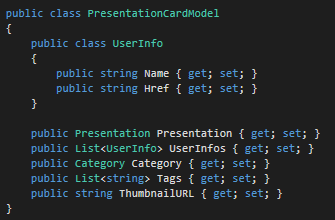 public class PresentationCardModel
{
    public class UserInfo
    {
        public string Name { get; set; }
        public string Href { get; set; }
    }

    public Presentation Presentation { get; set; }
    public List<UserInfo> UserInfos { get; set; }
    public Category Category { get; set; }
    public List<string> Tags { get; set; }
    public string ThumbnailURL { get; set; }
}